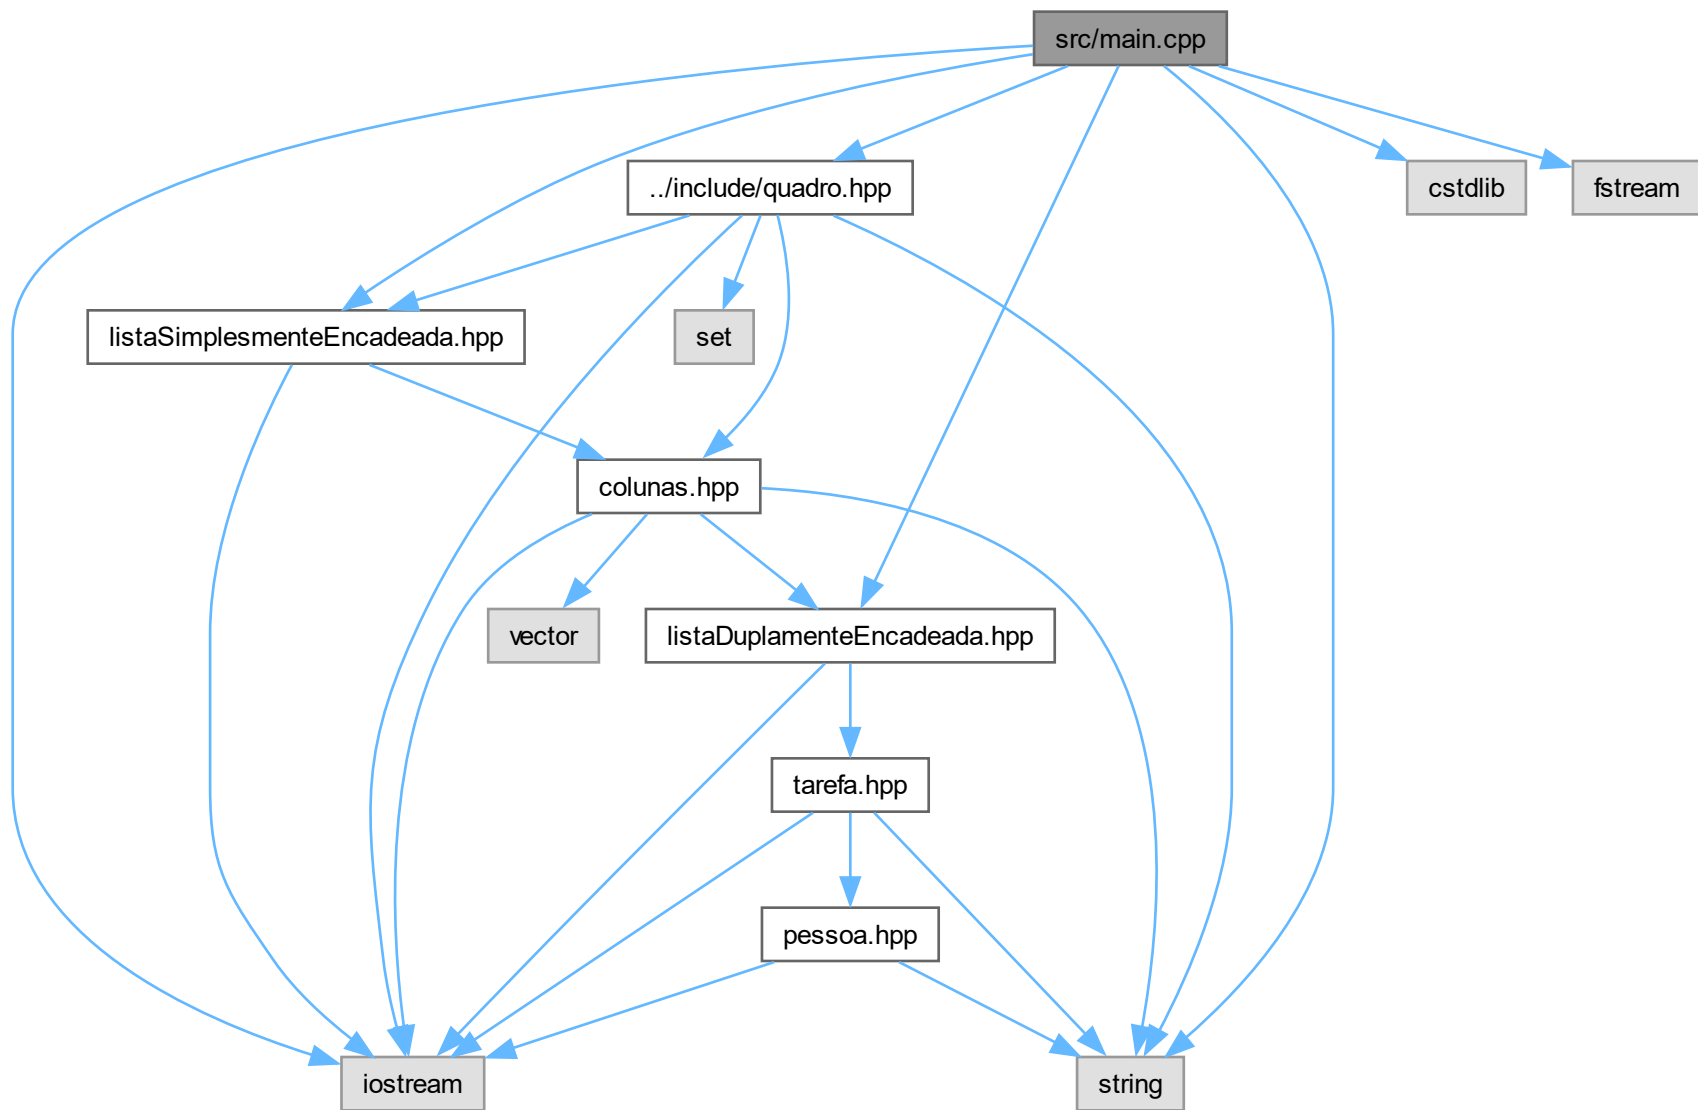 src/main.cpp
../include/quadro.hpp
cstdlib
fstream
listaSimplesmenteEncadeada.hpp
set
colunas.hpp
vector
listaDuplamenteEncadeada.hpp
tarefa.hpp
pessoa.hpp
iostream
string